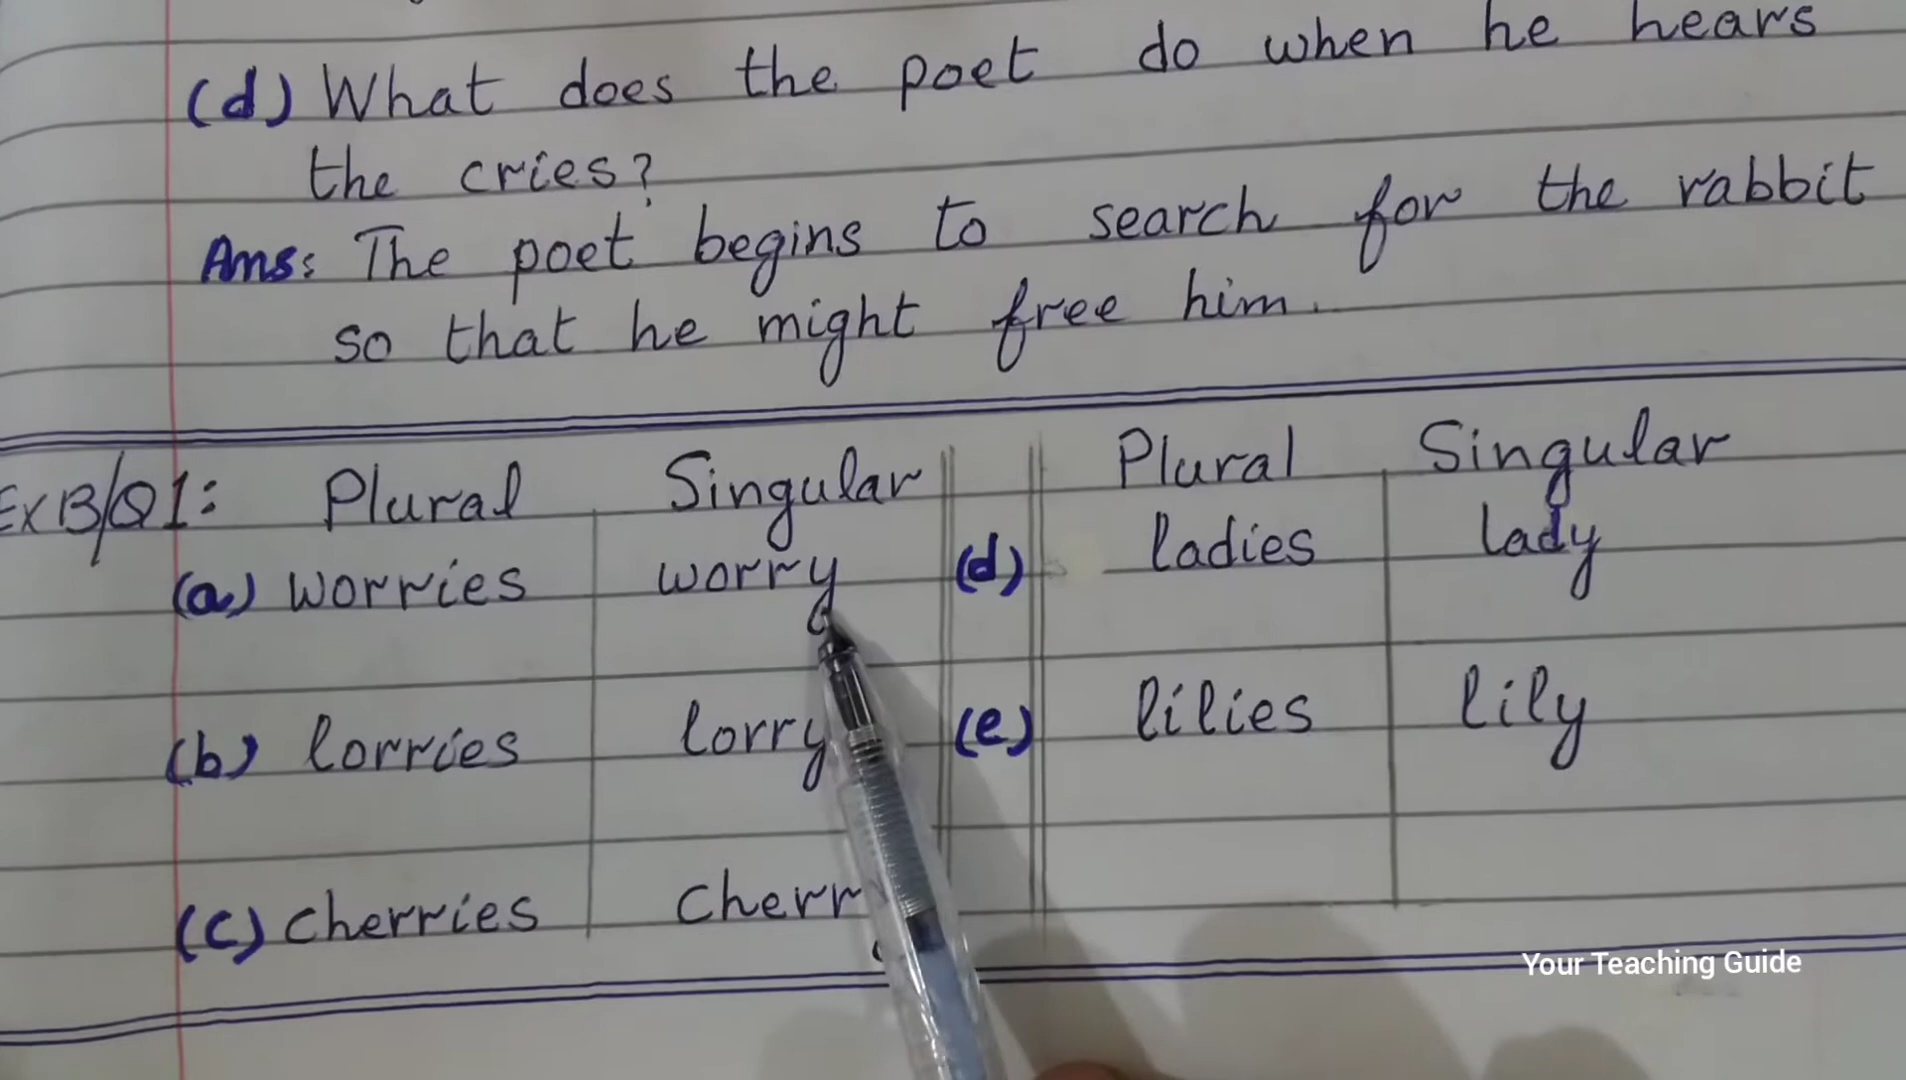 (d) What does the poet do when he hears
the cries?
Ans: The poet begins to search for the rabbit
so that he might free him.
Ex B/Q1: Plural Singular Plural Singular
(a) worries worry (d) ladies lady
(b) lorries lorry (e) lilies lily
(c) cherries cherr
Your Teaching Guide